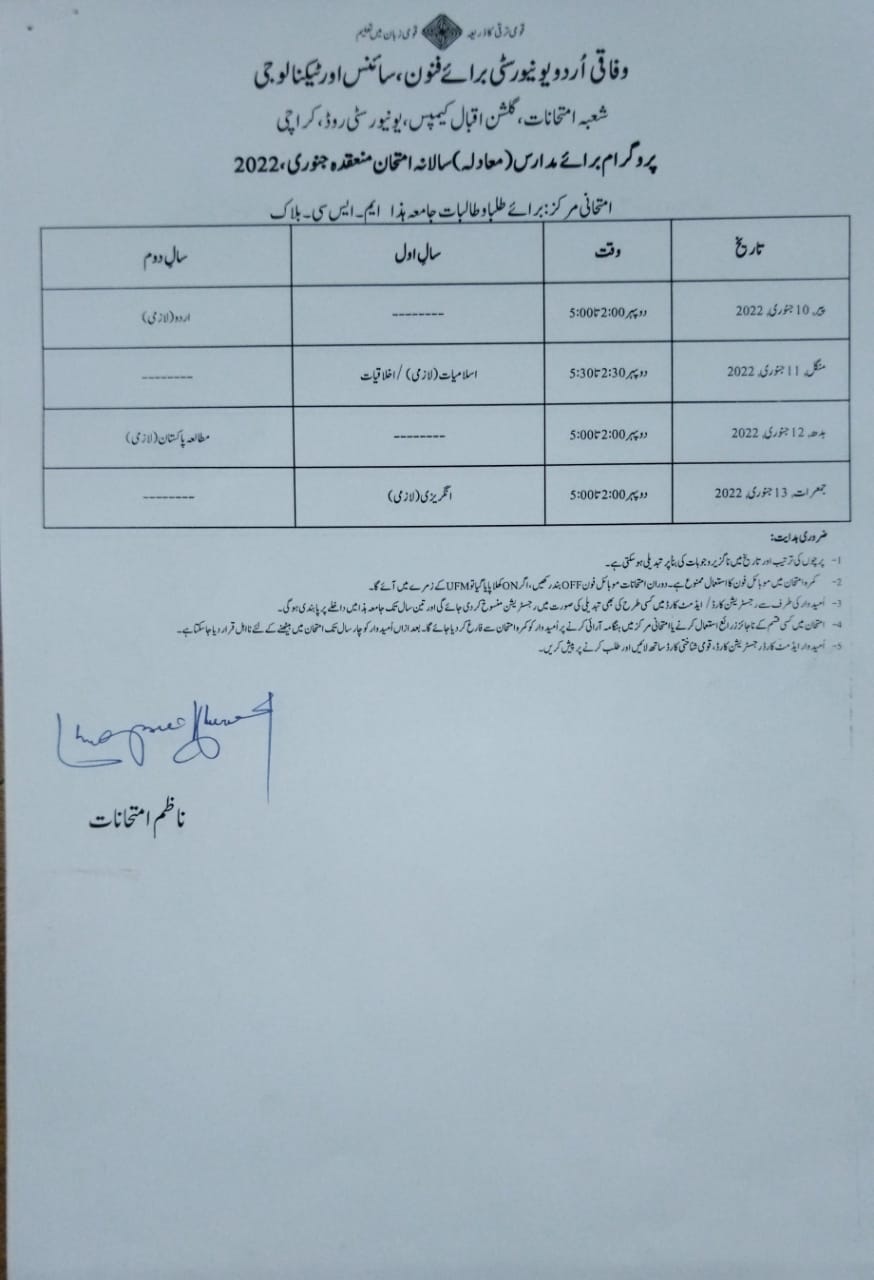 قومی ترقی کا ذریعہ قومی زبان میں تعلیم
وفاقی اُردو یونیورسٹی برائے فنون، سائنس اور ٹیکنالوجی
شعبہ امتحانات، گلشن اقبال کیمپس، یونیورسٹی روڈ، کراچی
پروگرام برائے مدارس (معادلہ) سالانہ امتحان منعقدہ جنوری، 2022
امتحانی مرکز: برائے طلبا و طالبات جامعہ ہذا ایم۔ایس سی۔ بلاک
تاریخ وقت سالِ اول سالِ دوم
پیر، 10 جنوری، 2022 دوپہر 2:00 تا 5:00 -------- اردو (لازمی)
منگل، 11 جنوری، 2022 دوپہر 2:30 تا 5:30 اسلامیات (لازمی) / اخلاقیات --------
بدھ، 12 جنوری، 2022 دوپہر 2:00 تا 5:00 -------- مطالعہ پاکستان (لازمی)
جمعرات، 13 جنوری، 2022 دوپہر 2:00 تا 5:00 انگریزی (لازمی) --------
ضروری ہدایت:
1- پرچوں کی ترتیب اور تاریخ میں ناگزیر وجوہات کی بنا پر تبدیلی ہو سکتی ہے۔
2- کمرہ امتحان میں موبائل فون کا استعمال ممنوع ہے۔ دوران امتحانات موبائل فون OFF بند رکھیں، اگر ON کھلا پایا گیا تو UFM کے زمرے میں آئے گا۔
3- اُمیدوار کی طرف سے رجسٹریشن کارڈ / ایڈمٹ کارڈ میں کسی طرح کی بھی تبدیلی کی صورت میں رجسٹریشن منسوخ کر دی جائے گی اور تین سال تک جامعہ ہذا میں داخلے پر پابندی ہوگی۔
4- امتحان میں کسی قسم کے ناجائز ذرائع استعمال کرنے یا امتحانی مرکز میں ہنگامہ آرائی کرنے پر اُمیدوار کو کمرہ امتحان سے فارغ کر دیا جائے گا۔ بعد ازاں اُمیدوار کو چار سال تک امتحان میں بیٹھنے کے لئے نااہل قرار دیا جا سکتا ہے۔
5- اُمیدوار ایڈمٹ کارڈ، رجسٹریشن کارڈ، قومی شناختی کارڈ ساتھ لائیں اور طلب کرنے پر پیش کریں۔
ناظم امتحانات